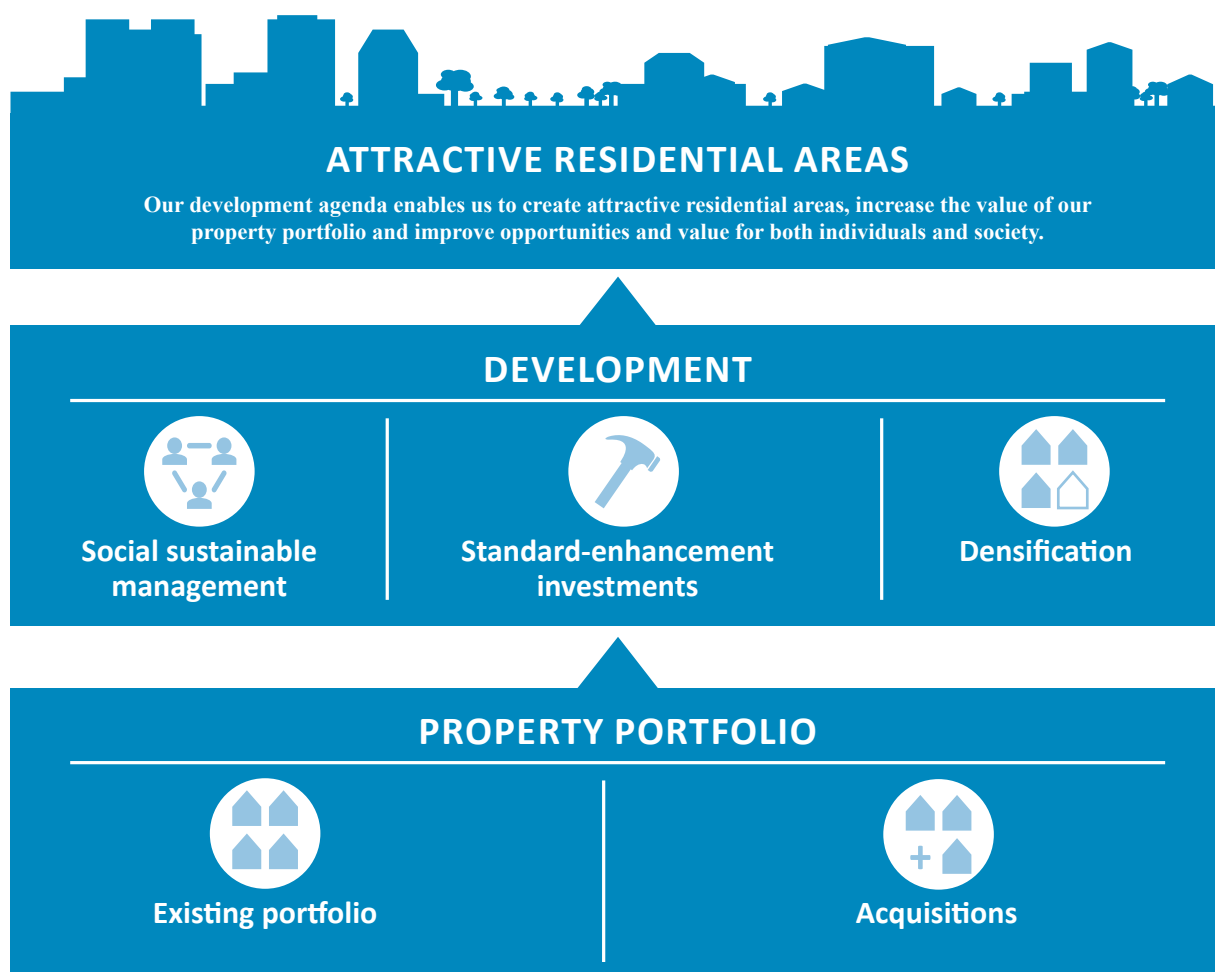 ATTRACTIVE RESIDENTIAL AREAS
Our development agenda enables us to create attractive residential areas, increase the value of our
property portfolio and improve opportunities and value for both individuals and society.
DEVELOPMENT
Social sustainable
management
Standard-enhancement
investments
Densification
PROPERTY PORTFOLIO
Existing portfolio
Acquisitions